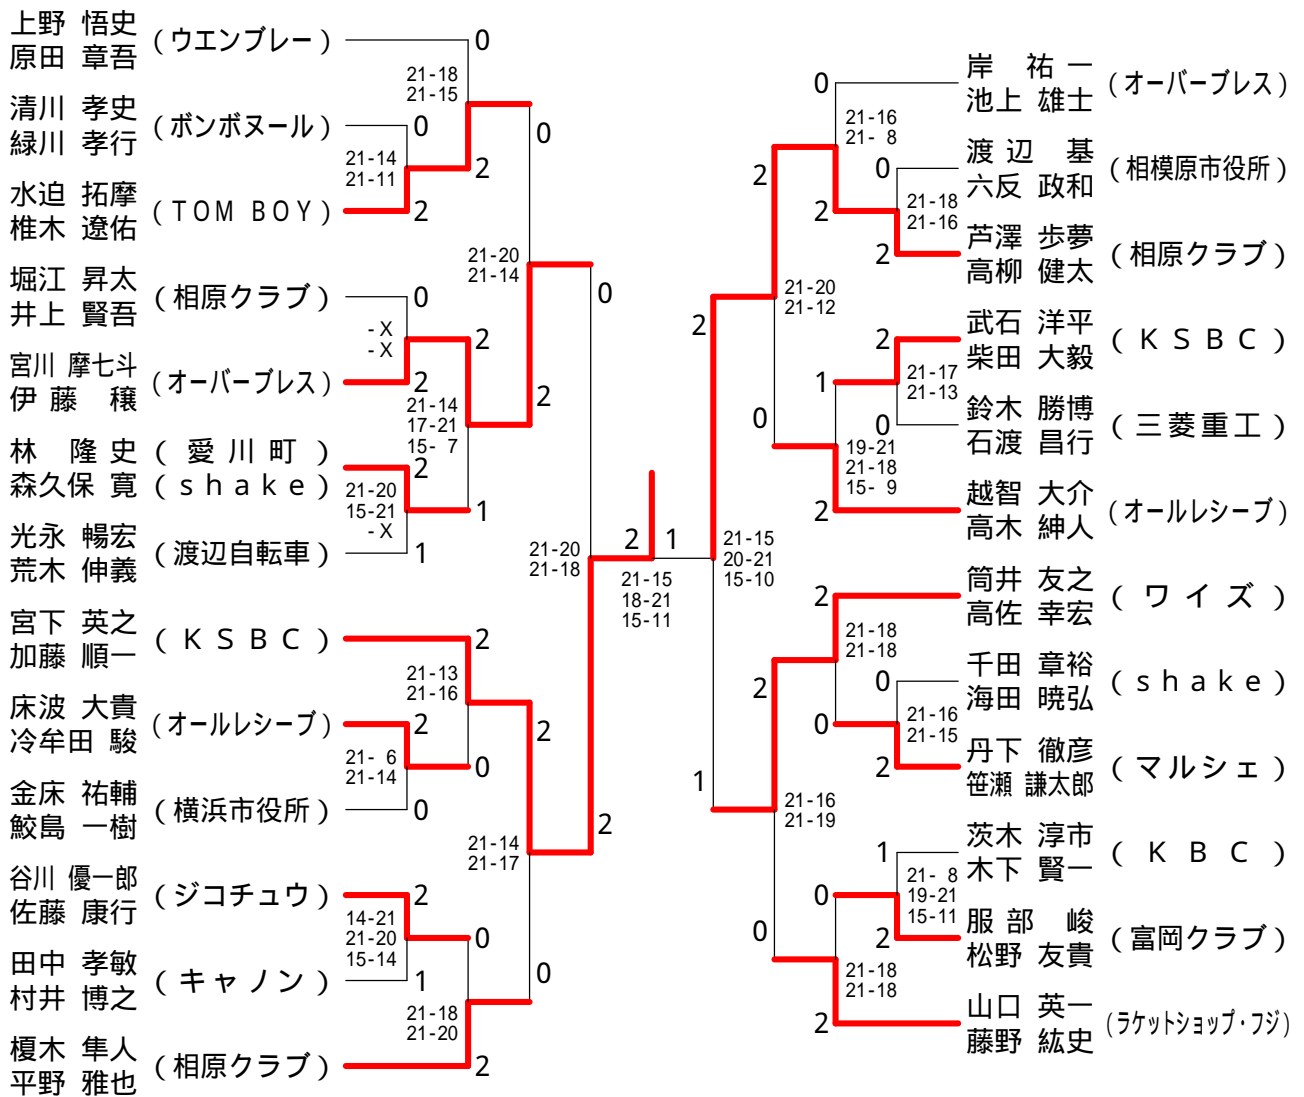 上野 悟史
原田 章吾
(ウエンブレー)
0
21-18
21-15
清川 孝史
緑川 孝行
(ボンボヌール)
0
0
21-14
21-11
2
水迫 拓摩
椎木 遼佑
(TOM BOY)
2
21-20
21-14
堀江 昇太
井上 賢吾
(相原クラブ)
0
0
-X
-X
2
宮川 摩七斗
伊藤 穣
(オーバーブレス)
2
2
21-14
17-21
15- 7
林 隆史
森久保 寛
(愛川町)
(shake)
2
21-20
15-21
-X
1
光永 暢宏
荒木 伸義
(渡辺自転車)
1
21-20
21-18
宮下 英之
加藤 順一
(KSBC)
2
21-13
21-16
床波 大貴
冷牟田 駿
(オールレシーブ)
2
2
21- 6
21-14
0
金床 祐輔
鮫島 一樹
(横浜市役所)
0
2
21-14
21-17
谷川 優一郎
佐藤 康行
(ジコチュウ)
2
14-21
21-20
15-14
0
田中 孝敏
村井 博之
(キャノン)
1
0
21-18
21-20
榎木 隼人
平野 雅也
(相原クラブ)
2
2
1
21-15
18-21
15-11
0
岸 祐一
池上 雄士
(オーバーブレス)
21-16
21- 8
2
0
渡辺 基
六反 政和
(相模原市役所)
2
21-18
21-16
2
芦澤 歩夢
高柳 健太
(相原クラブ)
21-20
21-12
2
2
武石 洋平
柴田 大毅
(KSBC)
1
21-17
21-13
0
0
鈴木 勝博
石渡 昌行
(三菱重工)
19-21
21-18
15- 9
2
越智 大介
高木 紳人
(オールレシーブ)
21-15
20-21
15-10
2
筒井 友之
高佐 幸宏
(ワイズ)
21-18
21-18
2
0
千田 章裕
海田 暁弘
(shake)
0
21-16
21-15
2
丹下 徹彦
笹瀬 謙太郎
(マルシェ)
1
21-16
21-19
1
茨木 淳市
木下 賢一
(KBC)
0
21- 8
19-21
15-11
0
2
服部 峻
松野 友貴
(富岡クラブ)
21-18
21-18
2
山口 英一
藤野 紘史
(ラケットショップ・フジ)